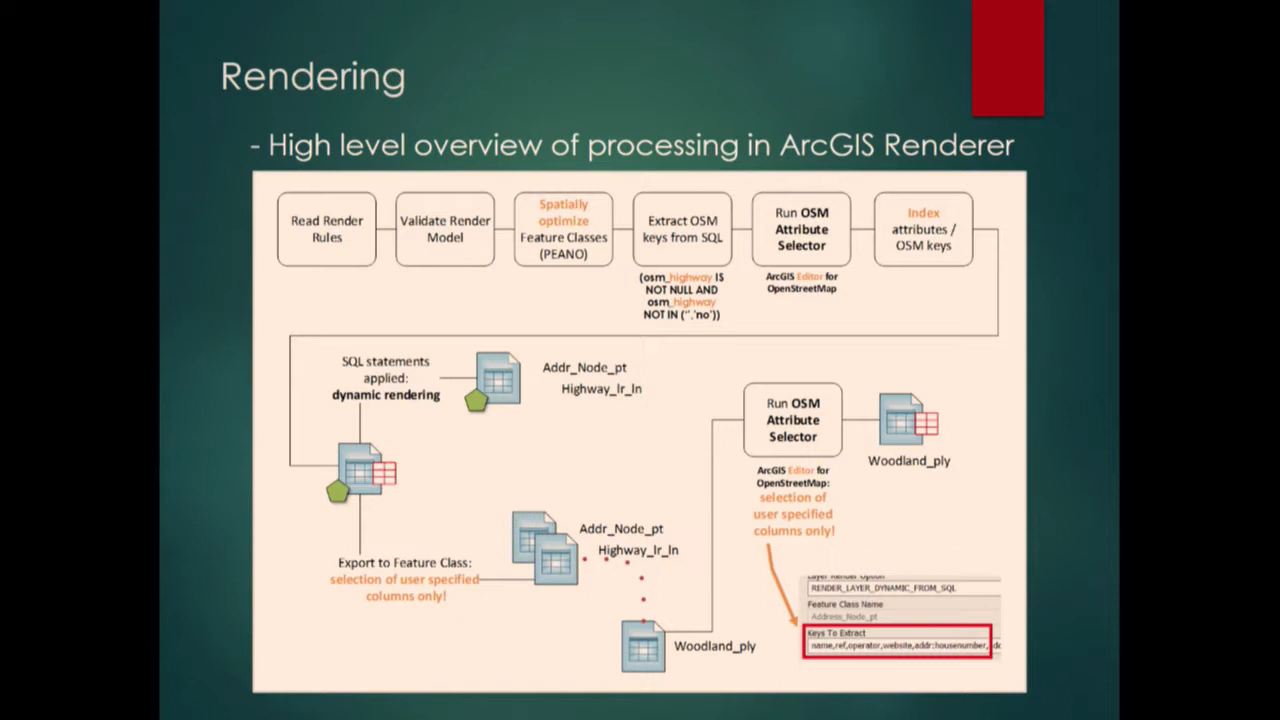 Rendering
- High level overview of processing in ArcGIS Renderer
Read Render
Rules
Validate Render
Model
Spatially
optimize
Feature Classes
(PEANO)
Extract OSM
keys from SQL
(osm_highway IS
NOT NULL AND
osm_highway
NOT IN ('','no'))
Run OSM
Attribute
Selector
ArcGIS Editor for
OpenStreetMap
Index
attributes /
OSM keys
SQL statements
applied:
dynamic rendering
Addr_Node_pt
Highway_lr_ln
Export to Feature Class:
selection of user specified
columns only!
Addr_Node_pt
Highway_lr_ln
Woodland_ply
Run OSM
Attribute
Selector
ArcGIS Editor for
OpenStreetMap:
selection of
user specified
columns only!
Woodland_ply
Layer Render Option
RENDER_LAYER_DYNAMIC_FROM_SQL
Feature Class Name
Address_Node_pt
Keys To Extract
name,ref,operator,website,addr:housenumber,